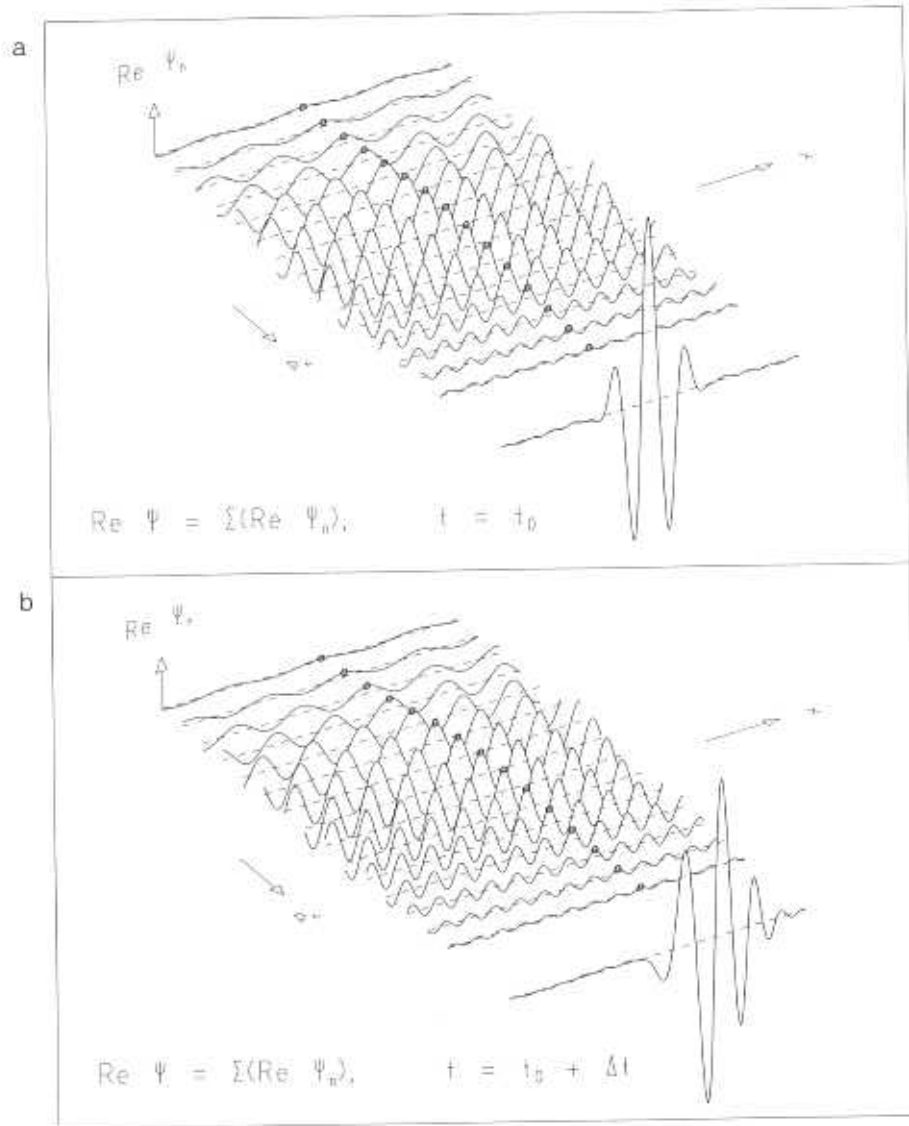 a
Re Ψₙ
x
Re Ψ = Σ(Re Ψₙ), t = t₀
b
Re Ψₙ
x
Re Ψ = Σ(Re Ψₙ), t = t₀ + Δt